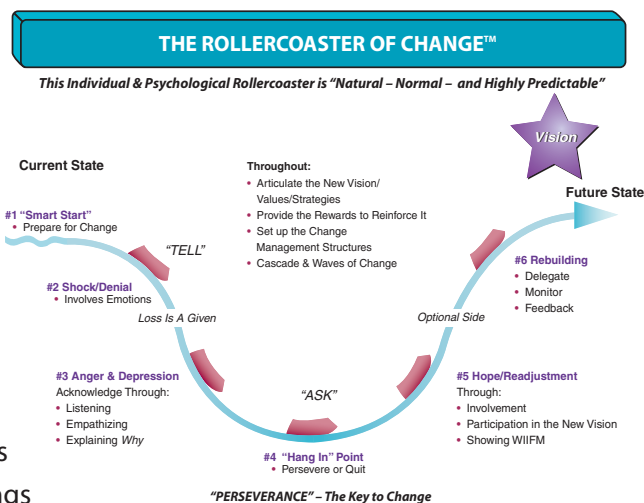 THE ROLLERCOASTER OF CHANGE™
This Individual & Psychological Rollercoaster is “Natural – Normal – and Highly Predictable”
Vision
Current State
Future State
Throughout:
• Articulate the New Vision/
Values/Strategies
• Provide the Rewards to Reinforce It
• Set up the Change
Management Structures
• Cascade & Waves of Change
#1 “Smart Start”
• Prepare for Change
“TELL”
#2 Shock/Denial
• Involves Emotions
Loss Is A Given
#3 Anger & Depression
Acknowledge Through:
• Listening
• Empathizing
• Explaining Why
“ASK”
#4 “Hang In” Point
• Persevere or Quit
Optional Side
#5 Hope/Readjustment
Through:
• Involvement
• Participation in the New Vision
• Showing WIIFM
#6 Rebuilding
• Delegate
• Monitor
• Feedback
“PERSEVERANCE” – The Key to Change